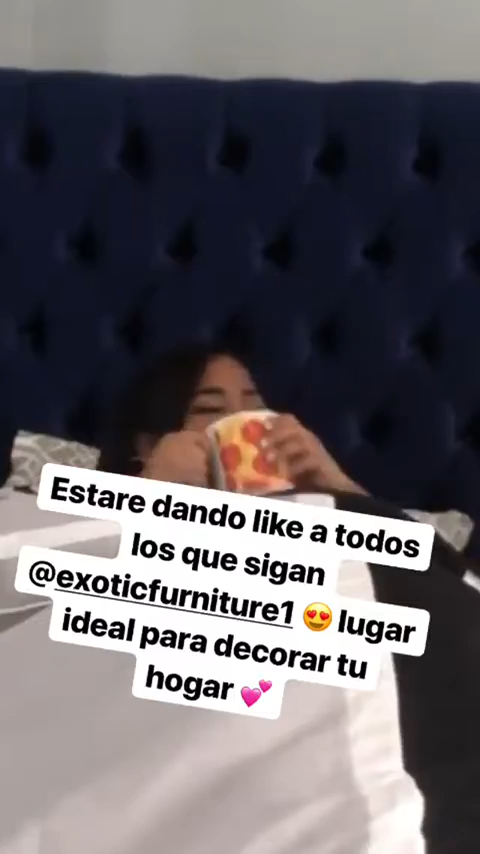 Estare dando like a todos
los que sigan
@exoticfurniture1 😍 lugar
ideal para decorar tu
hogar 💕